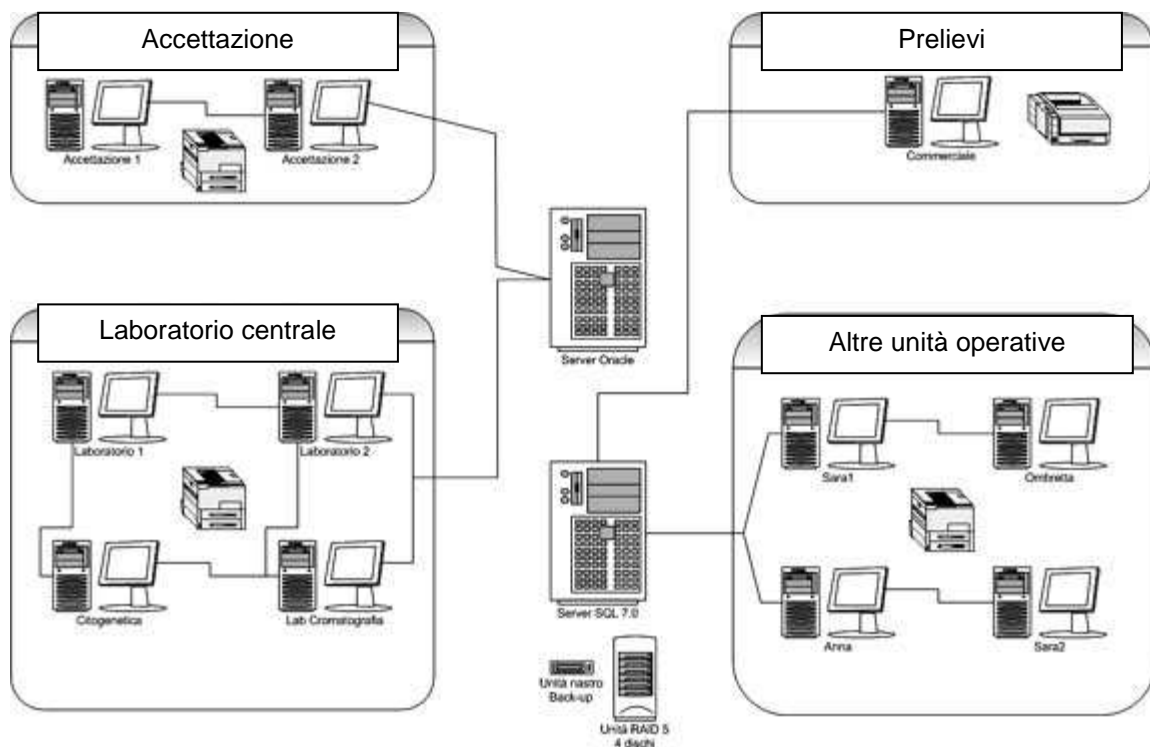 Accettazione
Accettazione 1
Accettazione 2
Prelievi
Commerciale
Server Oracle
Laboratorio centrale
Laboratorio 1
Laboratorio 2
Citogenetica
Lab Cromatografia
Server SQL 7.0
Unità nastro
Back-up
Unità RAID 5
4 dischi
Altre unità operative
Sara1
Ombretta
Anna
Sara2